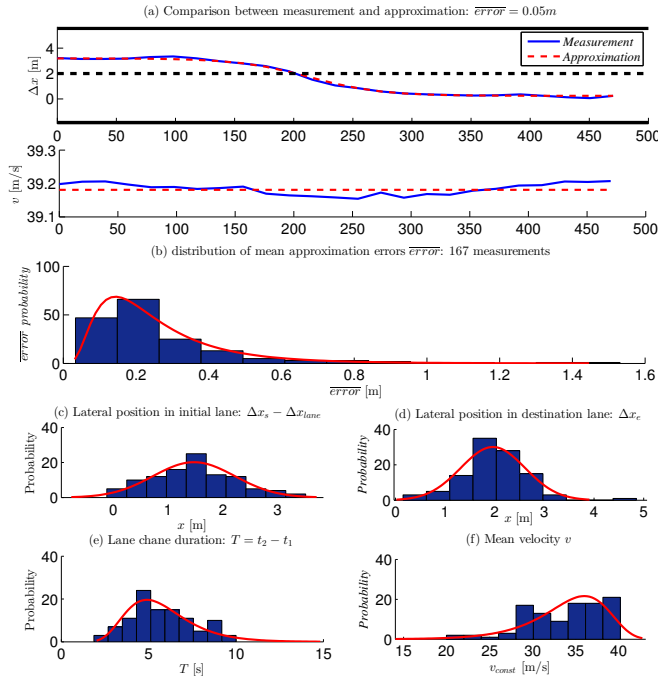 (a) Comparison between measurement and approximation: error = 0.05m
Δx [m]
4
2
0
Measurement
Approximation
0 50 100 150 200 250 300 350 400 450 500
v [m/s]
39.3
39.2
39.1
0 50 100 150 200 250 300 350 400 450 500
(b) distribution of mean approximation errors error: 167 measurements
error probability
100
50
0
0 0.2 0.4 0.6 0.8 1 1.2 1.4 1.6
error [m]
(c) Lateral position in initial lane: Δxs − Δxlane
Probability
40
20
0
0 1 2 3
x [m]
(d) Lateral position in destination lane: Δxe
Probability
40
20
0
0 1 2 3 4 5
x [m]
(e) Lane chane duration: T = t2 − t1
Probability
40
20
0
0 5 10 15
T [s]
(f) Mean velocity v
Probability
40
20
0
15 20 25 30 35 40
vconst [m/s]